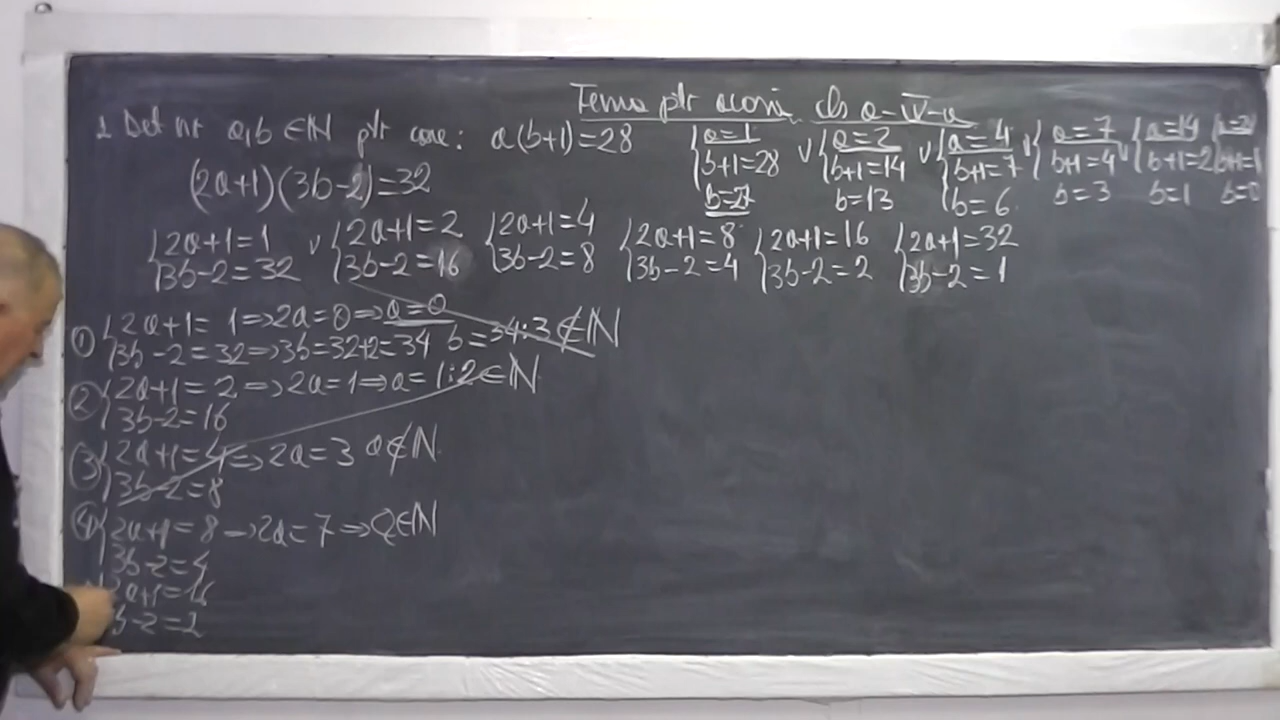 Tema ptr acasă cls a-IV-a
1. Det nr a,b ∈ ℕ ptr care: a(b+1)=28
{a=1 b+1=28 b=27 ∨ {a=2 b+1=14 b=13 ∨ {a=4 b+1=7 b=6 ∨ {a=7 b+1=4 b=3 ∨ {a=14 b+1=2 b=1 b+1=1 b=0
(2a+1)(3b-2)=32
{2a+1=1 3b-2=32 ∨ {2a+1=2 3b-2=16 {2a+1=4 3b-2=8 {2a+1=8 3b-2=4 {2a+1=16 3b-2=2 {2a+1=32 3b-2=1
① {2a+1=1⇒2a=0⇒a=0
3b-2=32⇒3b=32+2=34 b=34:3∉ℕ
② {2a+1=2⇒2a=1⇒a=1:2∈ℕ
3b-2=16
③ {2a+1=4⇒2a=3 a∉ℕ
3b-2=8
④ {2a+1=8→2a=7⇒a∈ℕ
3b-2=4
a+1=16
b-2=2